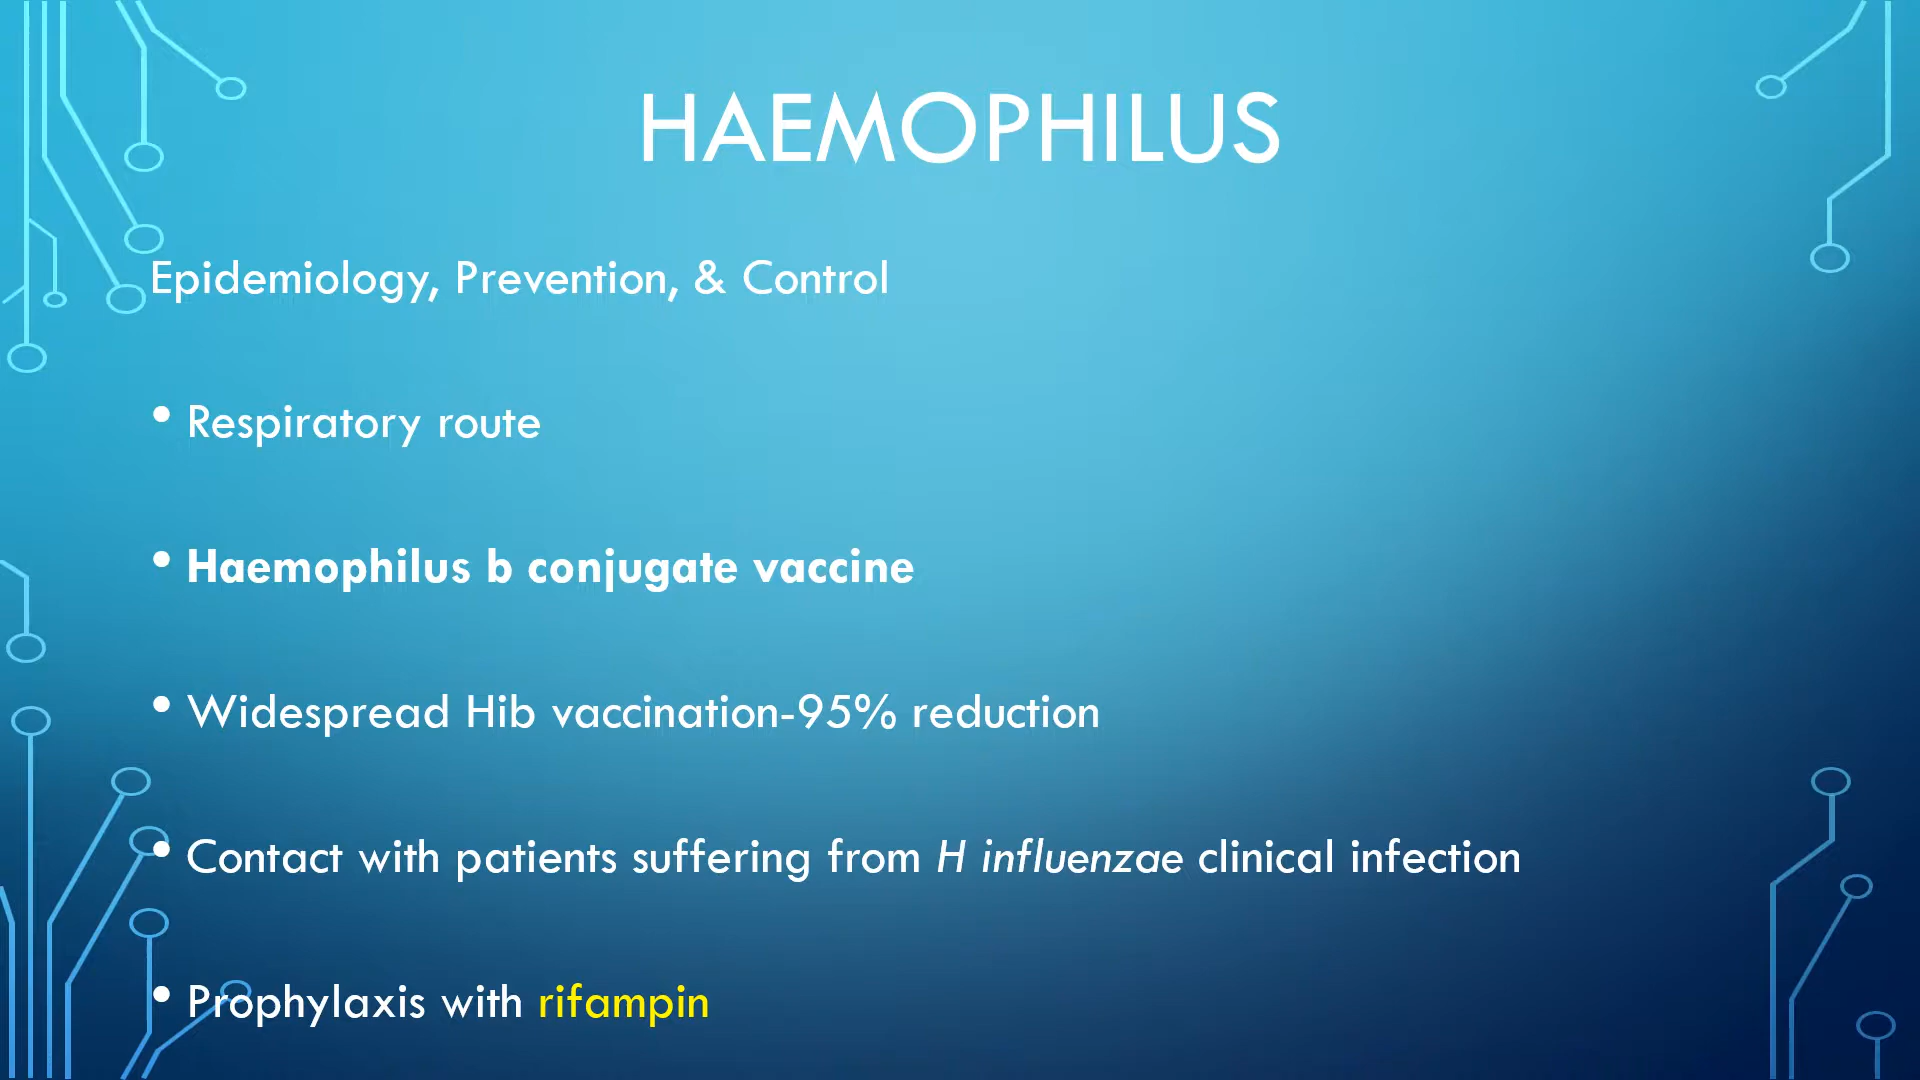 HAEMOPHILUS
Epidemiology, Prevention, & Control
• Respiratory route
• Haemophilus b conjugate vaccine
• Widespread Hib vaccination-95% reduction
• Contact with patients suffering from H influenzae clinical infection
• Prophylaxis with rifampin